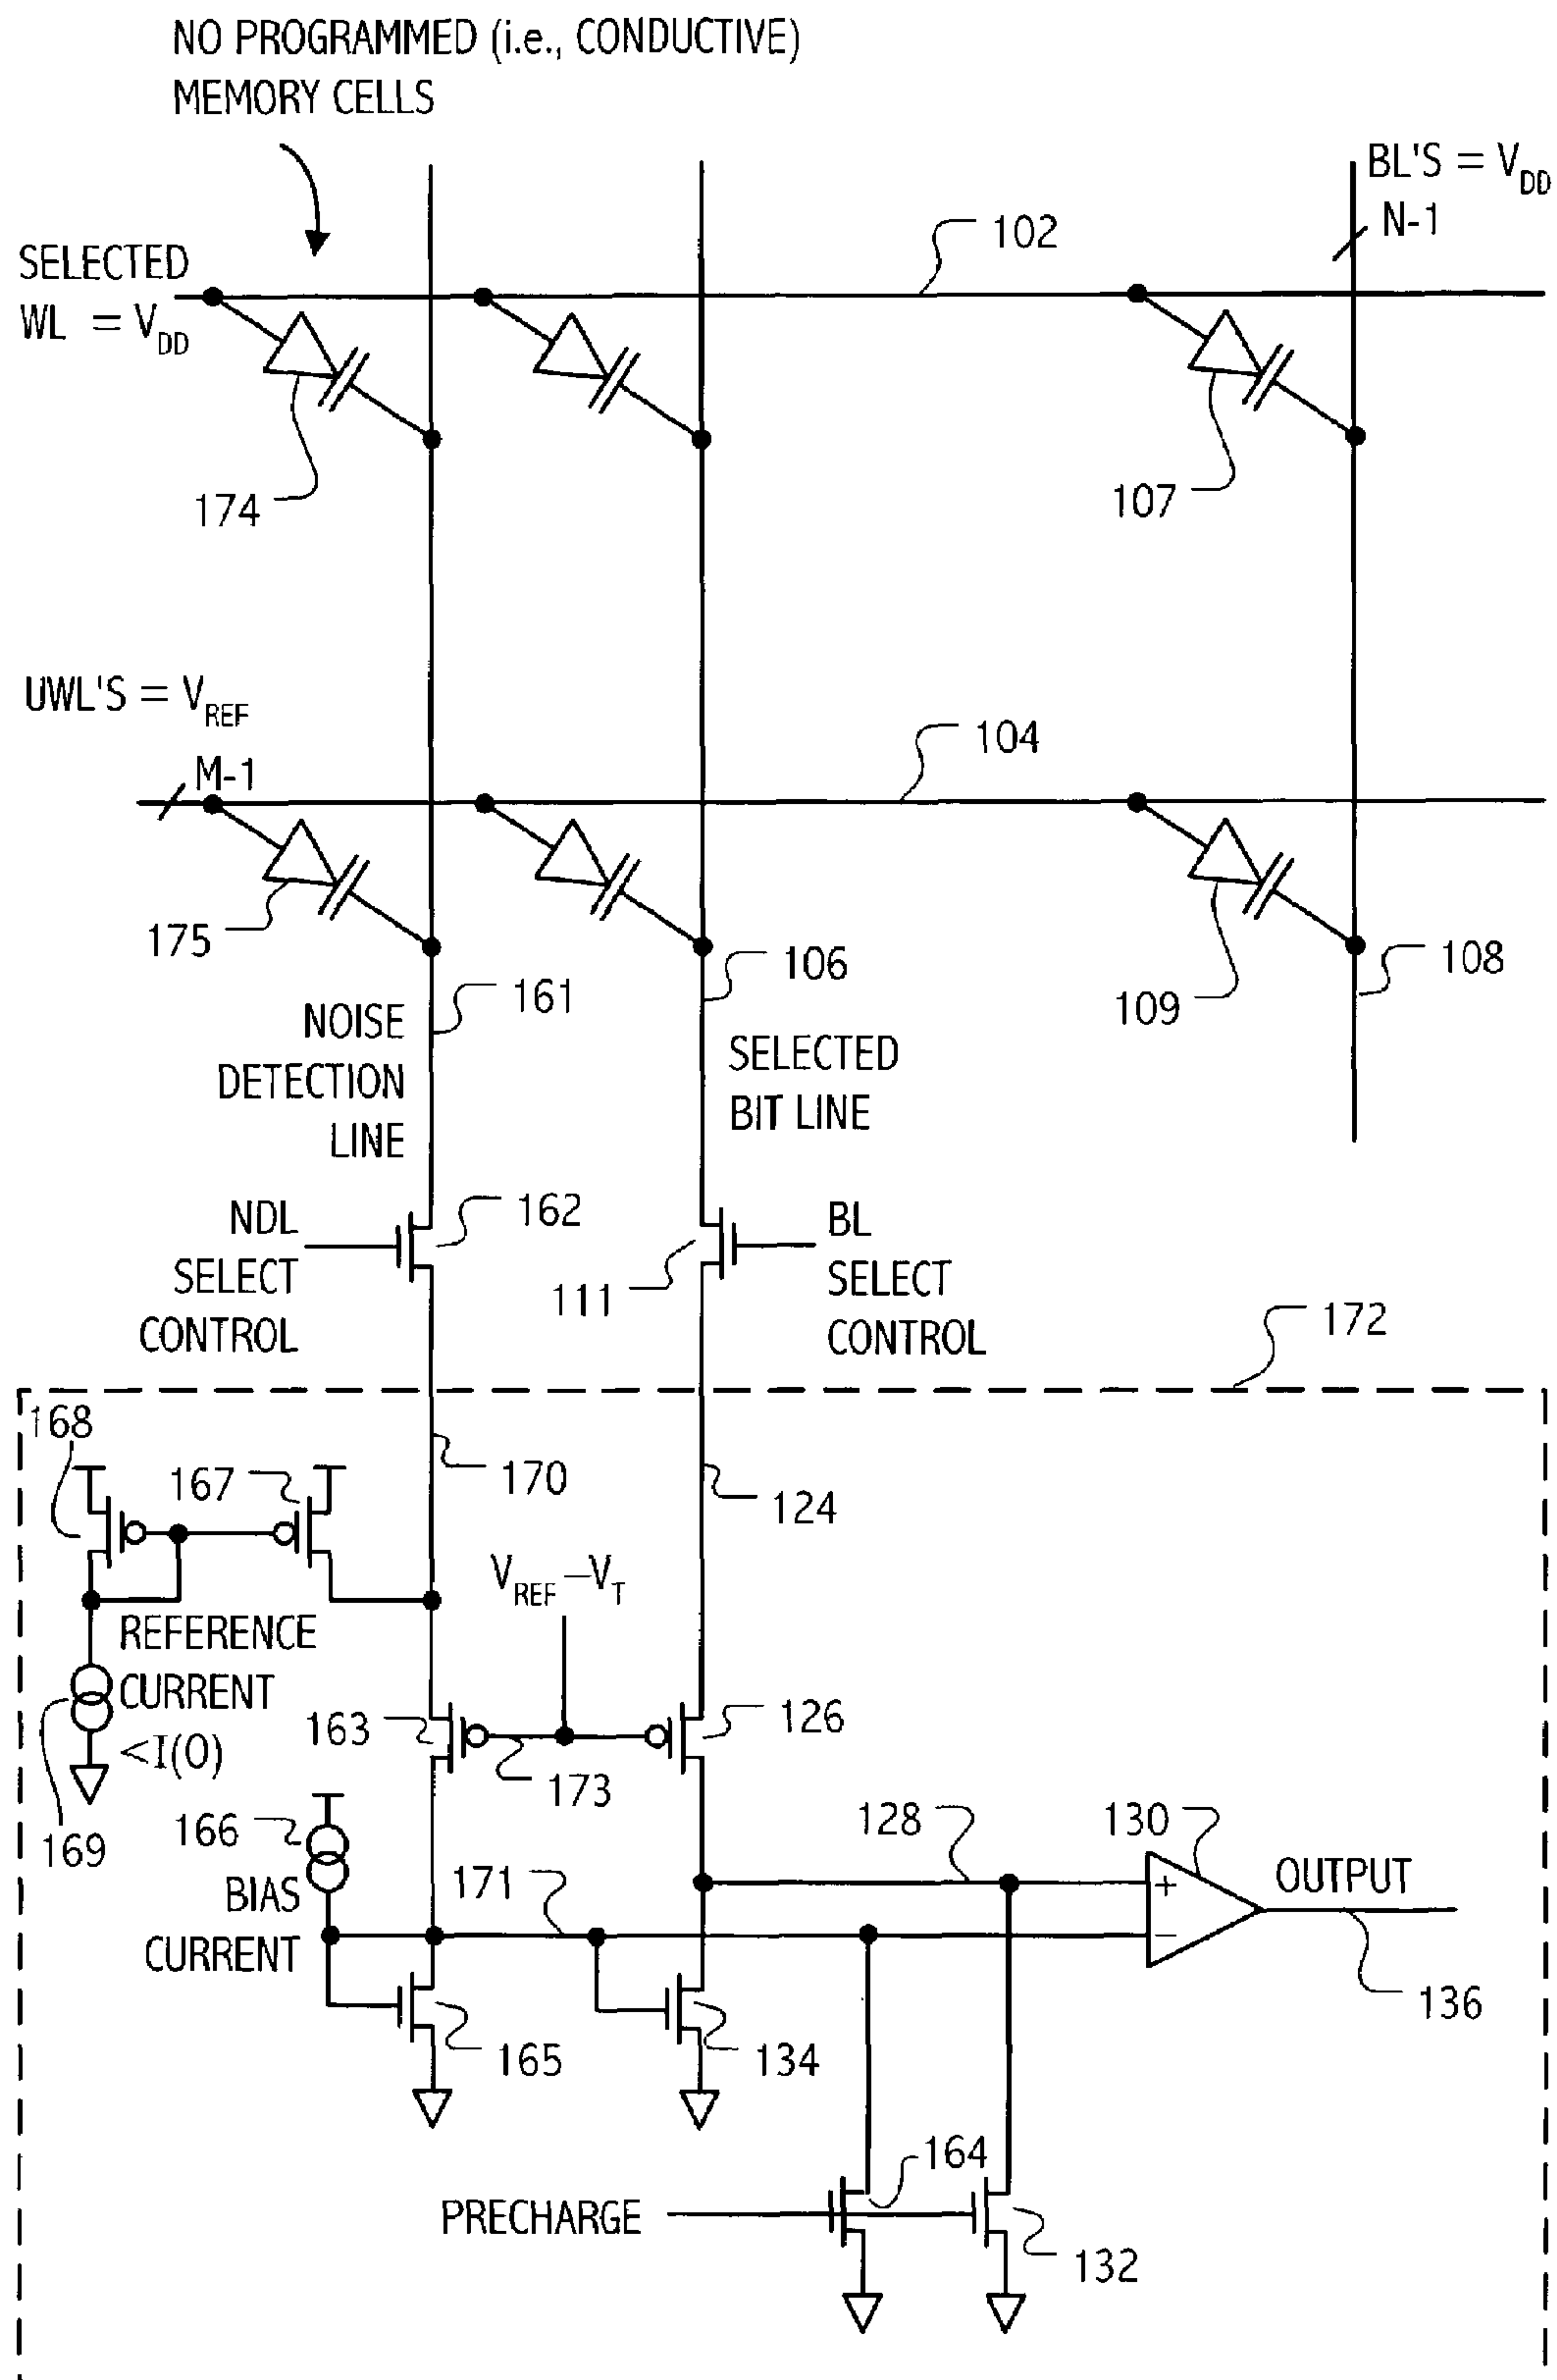 NO PROGRAMMED (i.e., CONDUCTIVE)
MEMORY CELLS
BL'S = VDD
N-1
102
SELECTED
WL = VDD
174
107
UWL'S = VREF
M-1
104
175
106
109
108
161
NOISE
DETECTION
LINE
SELECTED
BIT LINE
NDL
SELECT
CONTROL
162
111
BL
SELECT
CONTROL
172
168
167
170
124
VREF –VT
REFERENCE
CURRENT
<I(0)
163
126
173
169
166
BIAS
CURRENT
171
128
130
+
–
OUTPUT
136
165
134
164
PRECHARGE
132